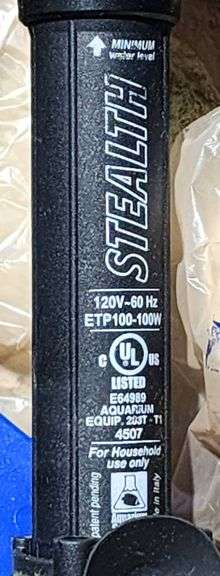 MINIMUM
water level
STEALTH
120V~60 Hz
ETP100-100W
C UL US
LISTED
E64989
AQUARIUM
EQUIP. 203T - T1
4507
For Household
use only
patent pending
in Italy